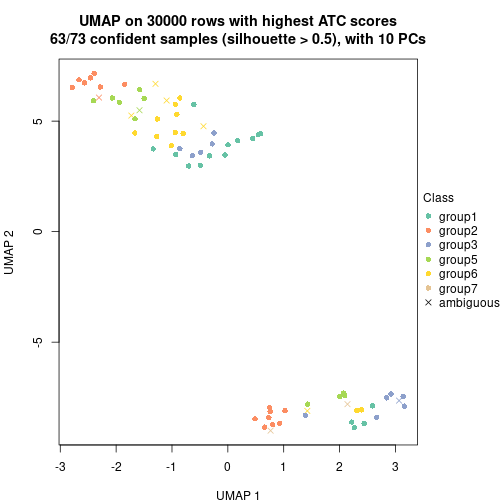 UMAP on 30000 rows with highest ATC scores
63/73 confident samples (silhouette > 0.5), with 10 PCs
UMAP 2
5
0
-5
-3
-2
-1
0
1
2
3
UMAP 1
Class
group1
group2
group3
group5
group6
group7
ambiguous